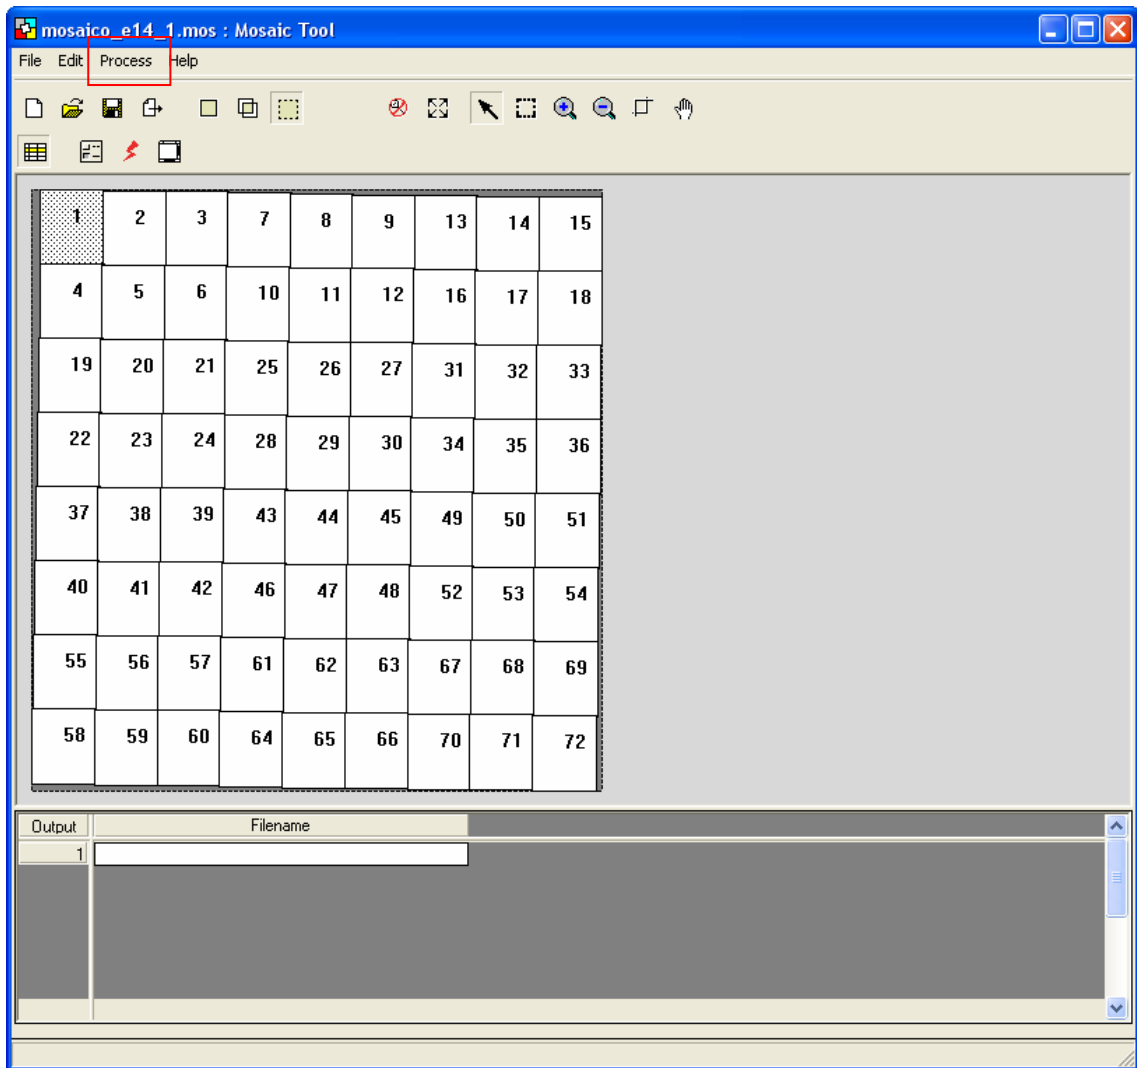 mosaico_e14_1.mos : Mosaic Tool
File Edit Process Help
1 2 3 7 8 9 13 14 15
4 5 6 10 11 12 16 17 18
19 20 21 25 26 27 31 32 33
22 23 24 28 29 30 34 35 36
37 38 39 43 44 45 49 50 51
40 41 42 46 47 48 52 53 54
55 56 57 61 62 63 67 68 69
58 59 60 64 65 66 70 71 72
Output Filename
1